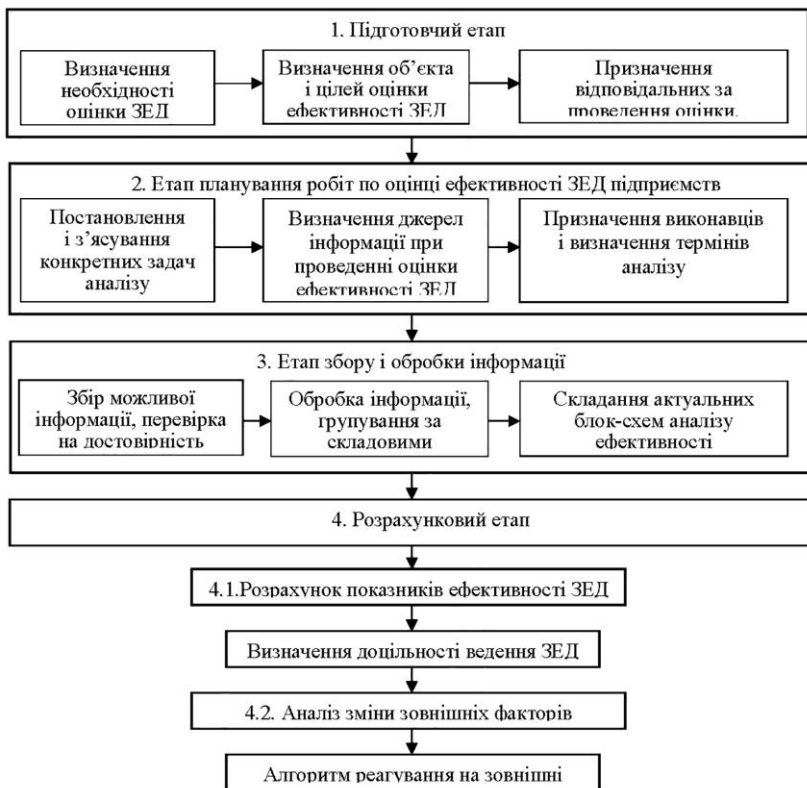 1. Підготовчий етап
Визначення
необхідності
оцінки ЗЕД
Визначення об’єкта
і цілей оцінки
ефективності ЗЕД
Призначення
відповідальних за
проведення оцінки.
2. Етап планування робіт по оцінці ефективності ЗЕД підприємств
Постановлення
і з’ясування
конкретних задач
аналізу
Визначення джерел
інформації при
проведенні оцінки
ефективності ЗЕД
Призначення виконавців
і визначення термінів
аналізу
3. Етап збору і обробки інформації
Збір можливої
інформації, перевірка
на достовірність
Обробка інформації,
групування за
складовими
Складання актуальних
блок-схем аналізу
ефективності
4. Розрахунковий етап
4.1.Розрахунок показників ефективності ЗЕД
Визначення доцільності ведення ЗЕД
4.2. Аналіз зміни зовнішніх факторів
Алгоритм реагування на зовнішні